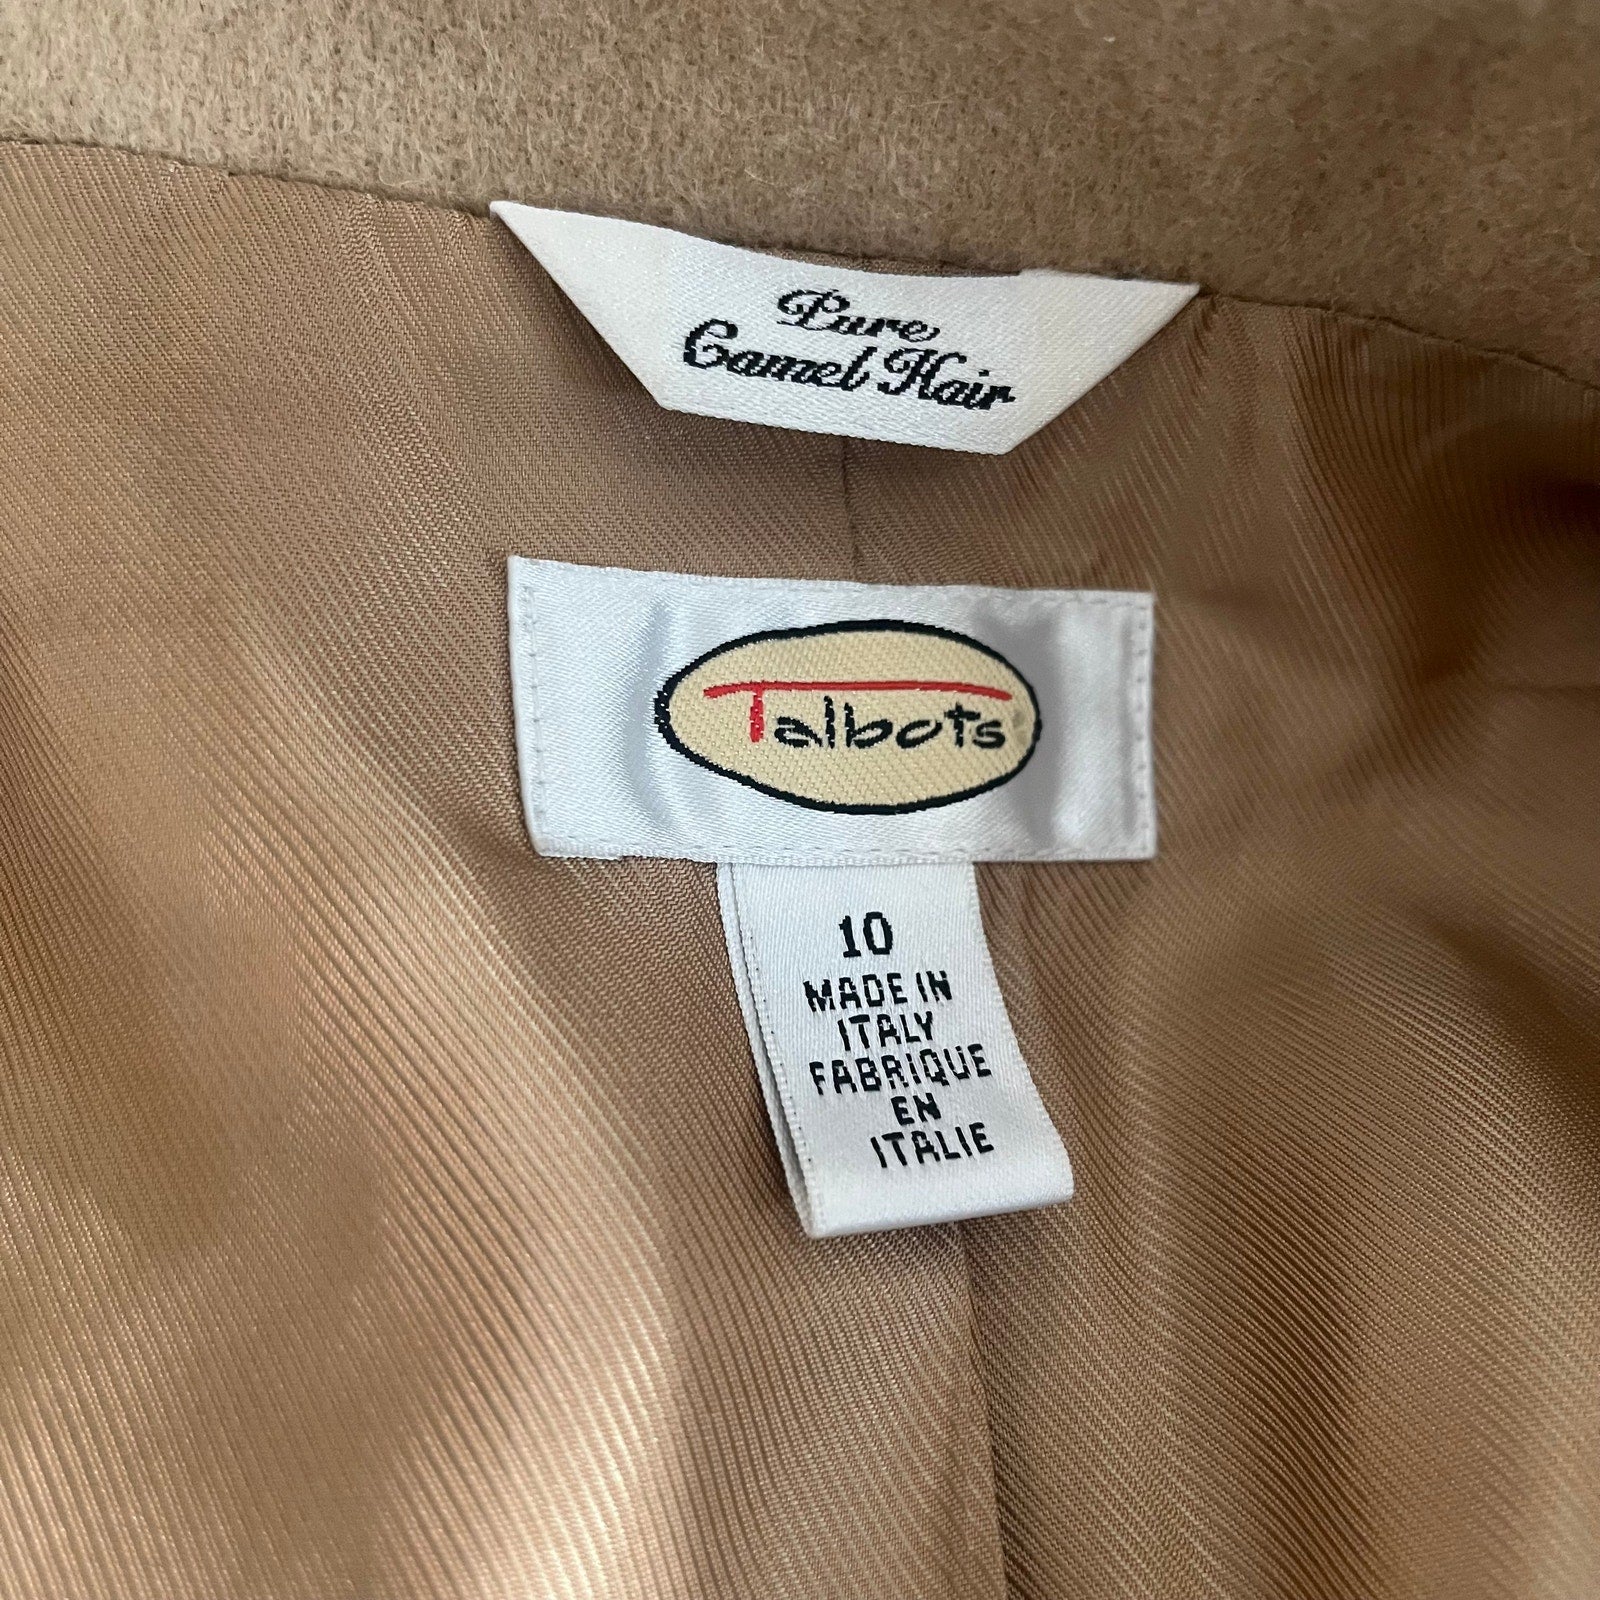 Pure
Camel Hair
Talbots
10
MADE IN
ITALY
FABRIQUE
EN
ITALIE